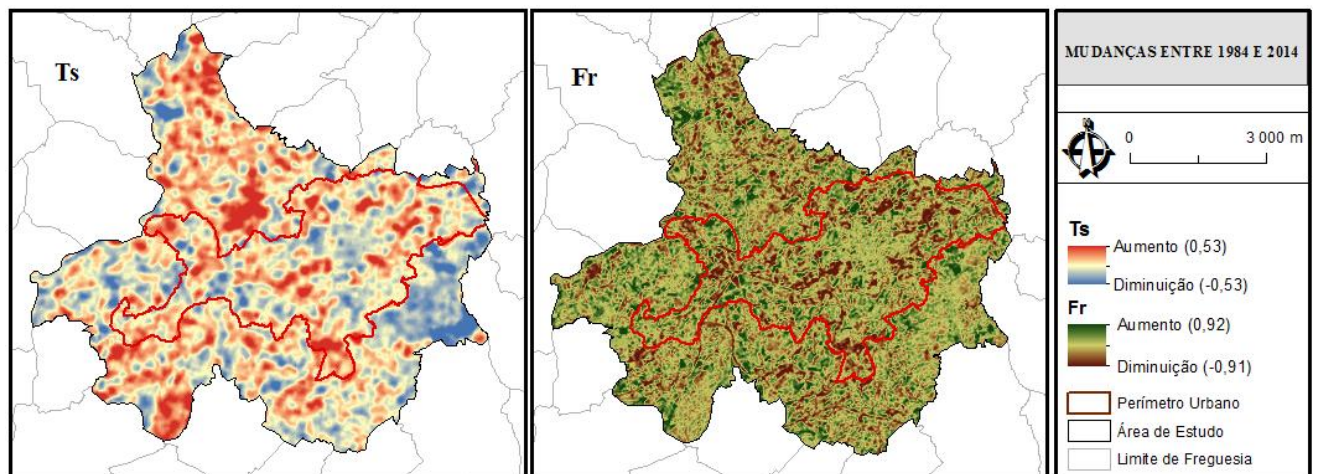 Ts
Fr
MUDANÇAS ENTRE 1984 E 2014
0 3 000 m
Ts
Aumento (0,53)
Diminuição (-0,53)
Fr
Aumento (0,92)
Diminuição (-0,91)
Perímetro Urbano
Área de Estudo
Limite de Freguesia